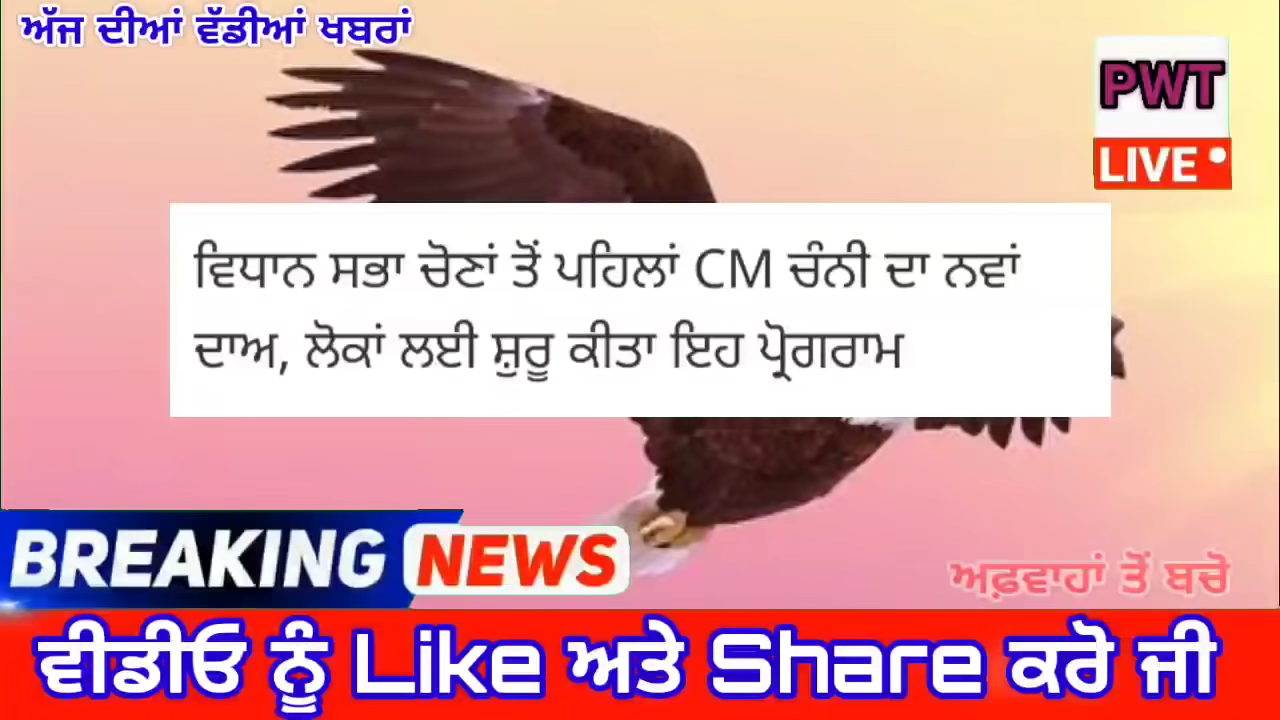 ਅੱਜ ਦੀਆਂ ਵੱਡੀਆਂ ਖਬਰਾਂ
PWT
LIVE
ਵਿਧਾਨ ਸਭਾ ਚੋਣਾਂ ਤੋਂ ਪਹਿਲਾਂ CM ਚੰਨੀ ਦਾ ਨਵਾਂ
ਦਾਅ, ਲੋਕਾਂ ਲਈ ਸ਼ੁਰੂ ਕੀਤਾ ਇਹ ਪ੍ਰੋਗਰਾਮ
BREAKING NEWS
ਅਫ਼ਵਾਹਾਂ ਤੋਂ ਬਚੋ
ਵੀਡੀਓ ਨੂੰ Like ਅਤੇ Share ਕਰੋ ਜੀ